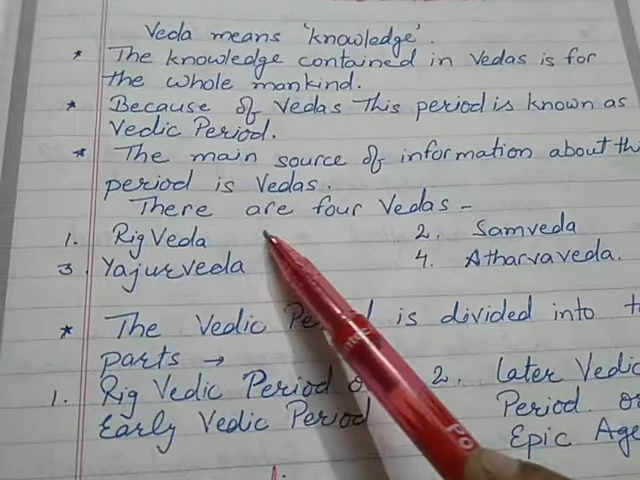 Veda means 'knowledge'.
* The knowledge contained in Vedas is for
the whole mankind.
* Because of Vedas This period is known as
Vedic Period.
* The main source of information about th
period is Vedas.
There are four Vedas -
1. Rig Veda 2. Samveda
3. Yajurveda 4. Atharvaveda.
* The Vedic Pe d is divided into t
parts →
1. Rig Vedic Period o 2. Later Vedic
Early Vedic Period Period or
Epic Age